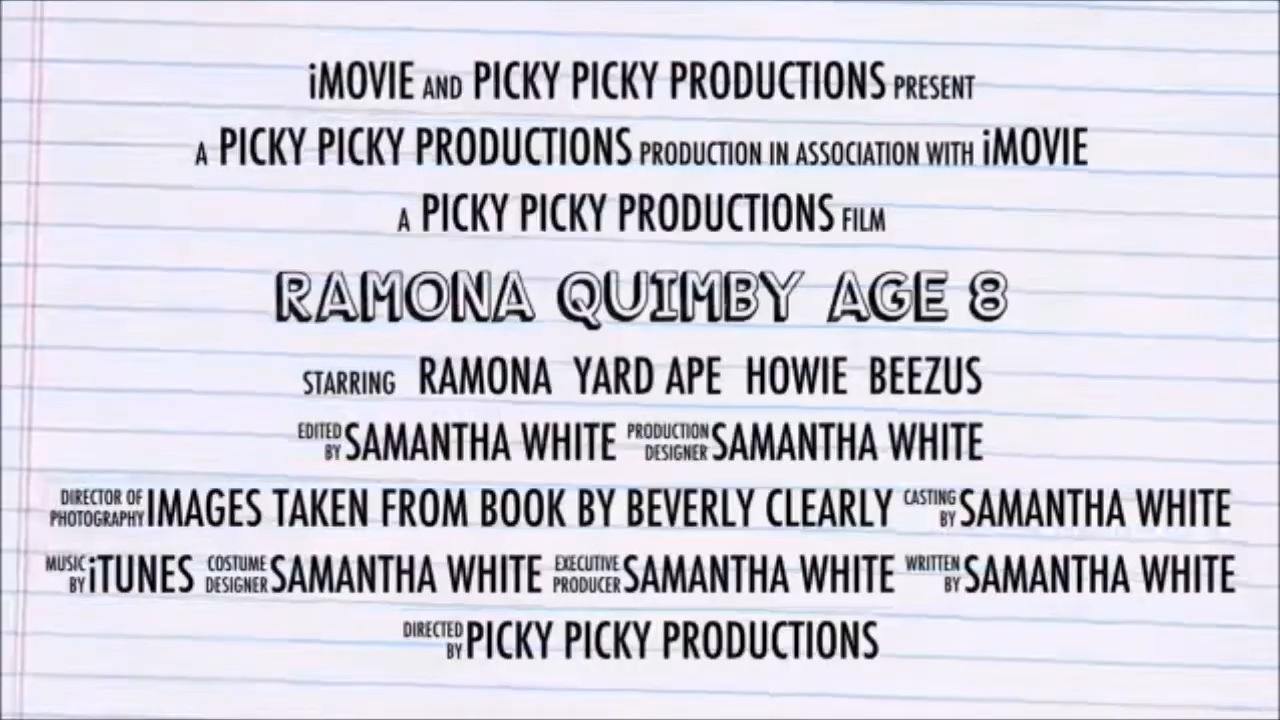 iMOVIE AND PICKY PICKY PRODUCTIONS PRESENT
A PICKY PICKY PRODUCTIONS PRODUCTION IN ASSOCIATION WITH iMOVIE
A PICKY PICKY PRODUCTIONS FILM
RAMONA QUIMBY AGE 8
STARRING RAMONA YARD APE HOWIE BEEZUS
EDITED BY SAMANTHA WHITE PRODUCTION DESIGNER SAMANTHA WHITE
DIRECTOR OF PHOTOGRAPHY IMAGES TAKEN FROM BOOK BY BEVERLY CLEARLY CASTING BY SAMANTHA WHITE
MUSIC BY iTUNES COSTUME DESIGNER SAMANTHA WHITE EXECUTIVE PRODUCER SAMANTHA WHITE WRITTEN BY SAMANTHA WHITE
DIRECTED BY PICKY PICKY PRODUCTIONS